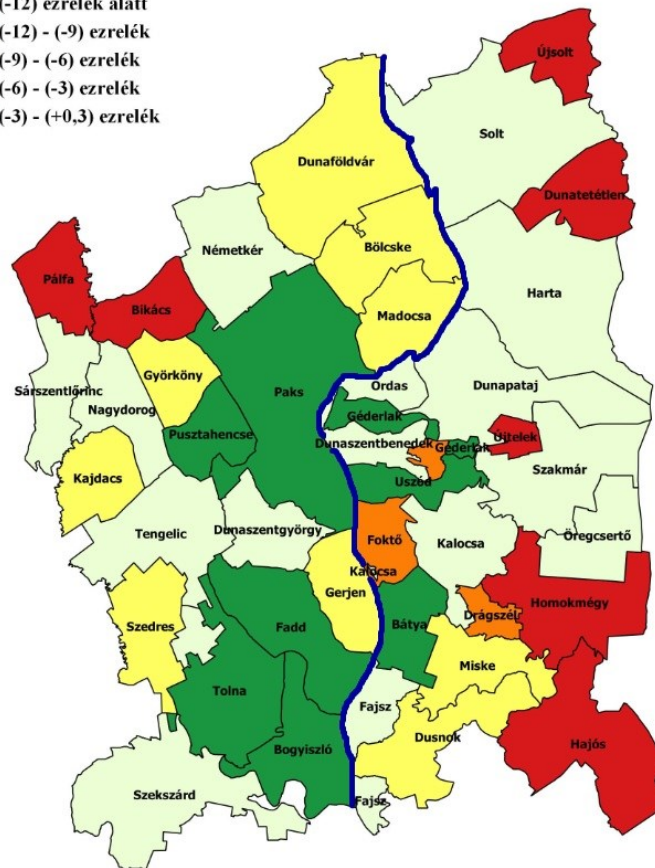 (-12) ezrelék alatt
(-12) - (-9) ezrelék
(-9) - (-6) ezrelék
(-6) - (-3) ezrelék
(-3) - (+0,3) ezrelék
Újsolt
Solt
Dunaföldvár
Dunatetétlen
Németkér
Bölcske
Pálfa
Harta
Bikács
Madocsa
Györköny
Ordas
Dunapataj
Sárszentlőrinc
Paks
Nagydorog
Géderlak
Pusztahencse
Dunaszentbenedek
Géderlak
Újtelek
Szakmár
Kajdacs
Uszód
Tengelic
Dunaszentgyörgy
Foktő
Kalocsa
Öregcsertő
Kalocsa
Gerjen
Homokmégy
Drágszél
Szedres
Fadd
Bátya
Miske
Tolna
Fajsz
Dusnok
Hajós
Bogyiszló
Szekszárd
Fajsz